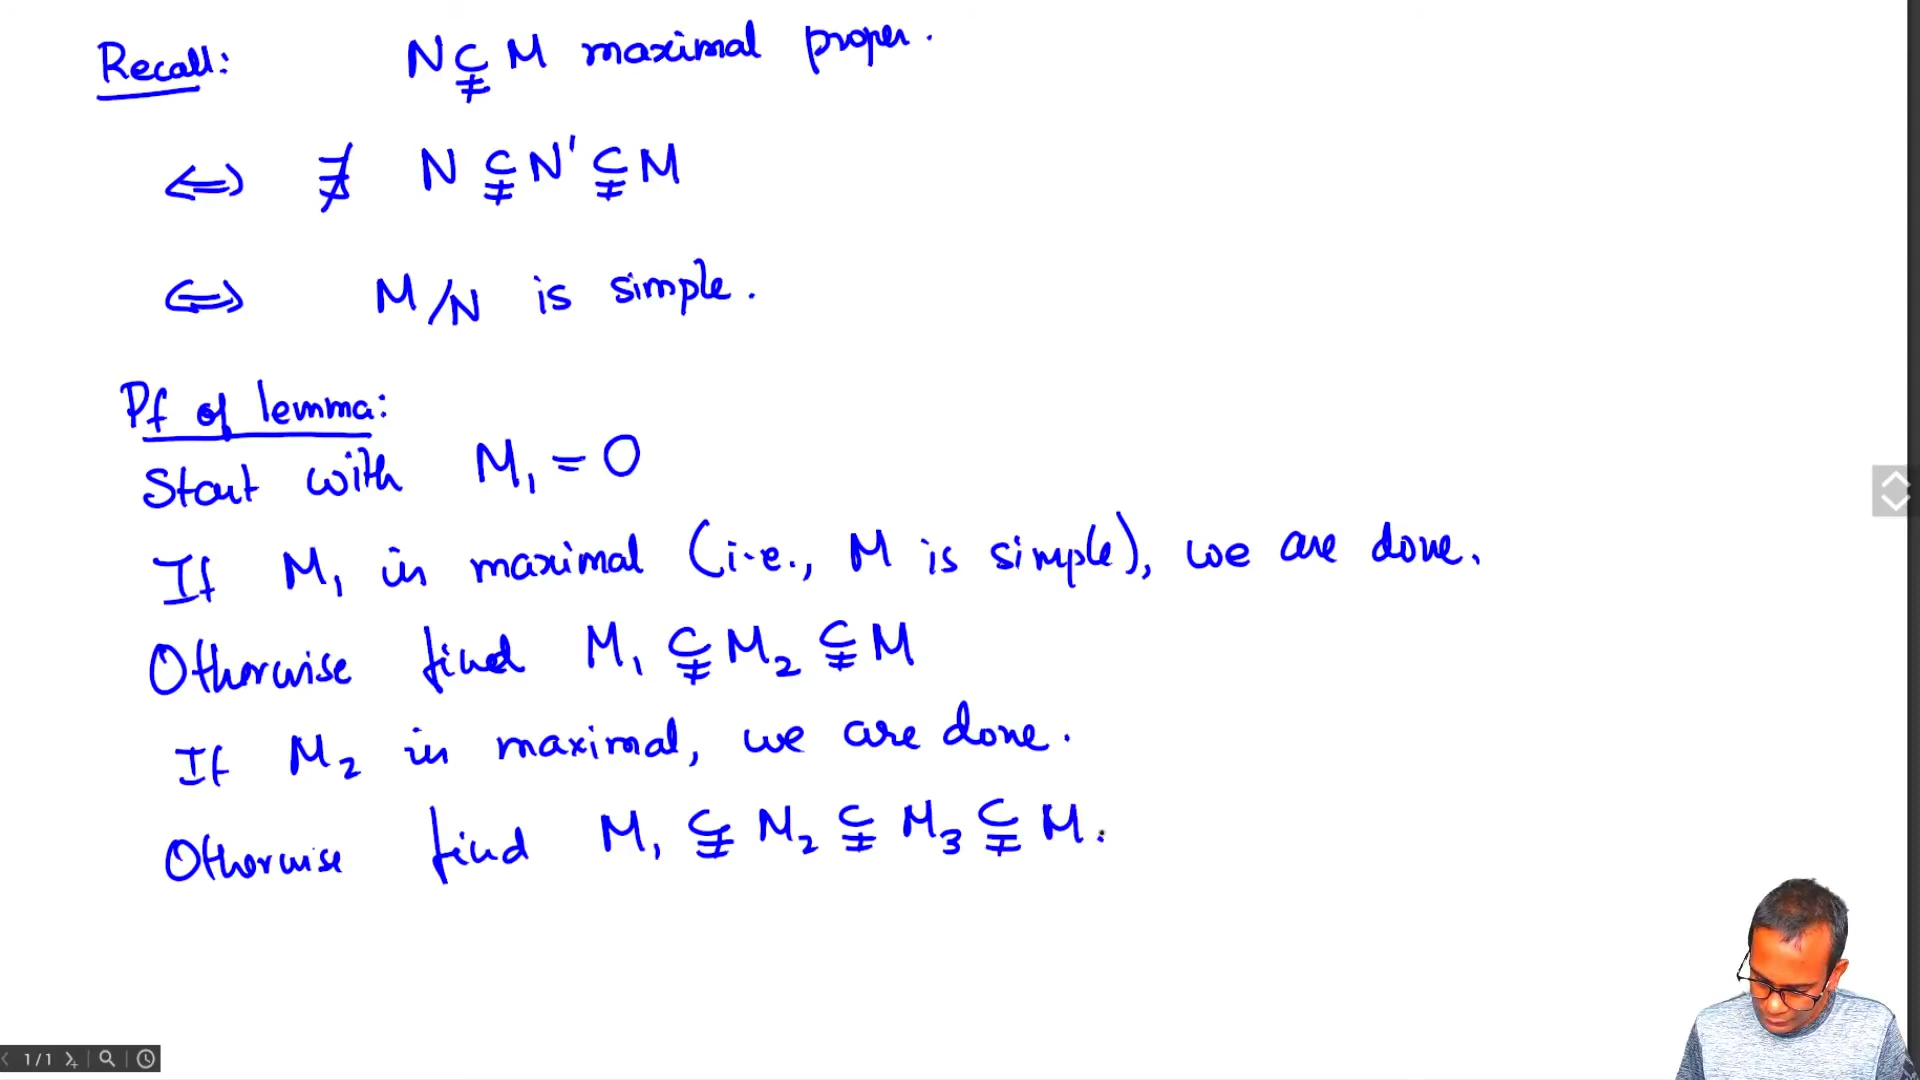 Recall: N ⊊ M maximal proper.
⟺ ∄ N ⊊ N' ⊊ M
⟺ M/N is simple.
Pf of lemma:
Start with M₁ = 0
If M₁ is maximal (i.e., M is simple), we are done.
Otherwise find M₁ ⊊ M₂ ⊊ M
If M₂ is maximal, we are done.
Otherwise find M₁ ⊊ M₂ ⊊ M₃ ⊊ M.
1/1